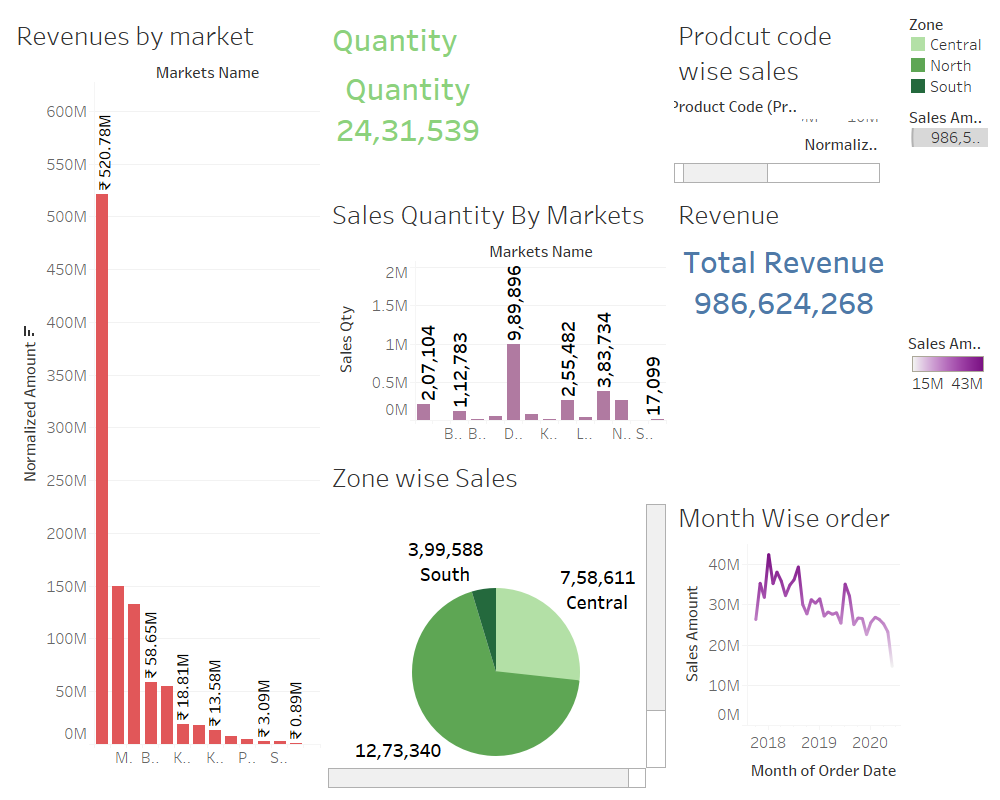 Revenues by market
Markets Name
600M
550M
500M
450M
400M
350M
300M
250M
200M
150M
100M
50M
0M
Normalized Amount
₹ 520.78M
₹ 58.65M
₹ 18.81M
₹ 13.58M
₹ 3.09M
₹ 0.89M
M.
B..
K..
K..
P..
S..
Quantity
Quantity
24,31,539
Sales Quantity By Markets
Markets Name
2M
1.5M
1M
0.5M
0M
Sales Qty
2,07,104
1,12,783
9,89,896
2,55,482
3,83,734
17,099
B..
B..
D..
K..
L..
N..
S..
Zone wise Sales
3,99,588
South
7,58,611
Central
12,73,340
Prodcut code
wise sales
Product Code (Pr..
Normaliz..
Revenue
Total Revenue
986,624,268
Month Wise order
40M
30M
20M
10M
0M
Sales Amount
2018
2019
2020
Month of Order Date
Zone
Central
North
South
Sales Am..
986,5..
Sales Am..
15M 43M